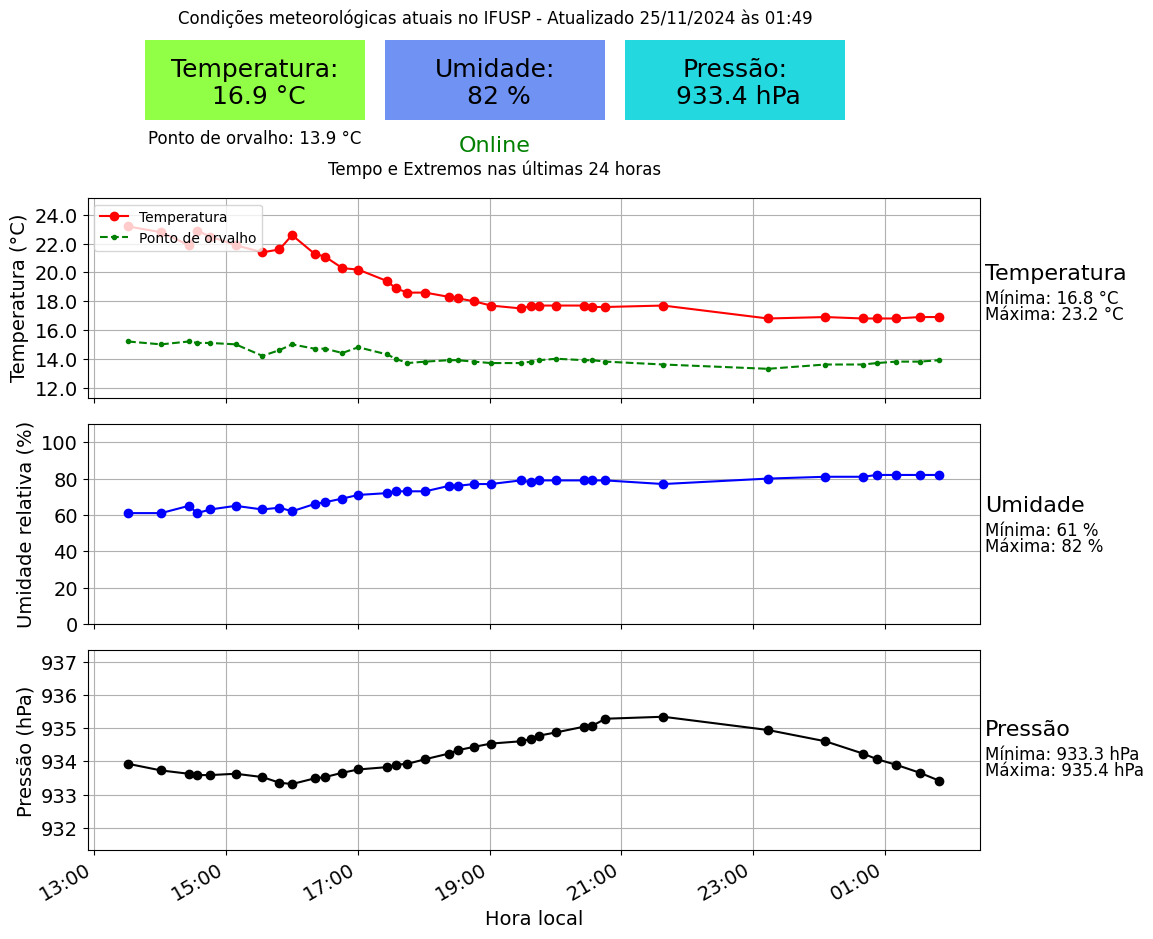 Condições meteorológicas atuais no IFUSP - Atualizado 25/11/2024 às 01:49
Temperatura:
16.9 °C
Umidade:
82 %
Pressão:
933.4 hPa
Ponto de orvalho: 13.9 °C
Online
Tempo e Extremos nas últimas 24 horas
Temperatura (°C)
24.0
22.0
20.0
18.0
16.0
14.0
12.0
Temperatura
Ponto de orvalho
Temperatura
Mínima: 16.8 °C
Máxima: 23.2 °C
Umidade relativa (%)
100
80
60
40
20
0
Umidade
Mínima: 61 %
Máxima: 82 %
Pressão (hPa)
937
936
935
934
933
932
Pressão
Mínima: 933.3 hPa
Máxima: 935.4 hPa
13:00
15:00
17:00
19:00
21:00
23:00
01:00
Hora local